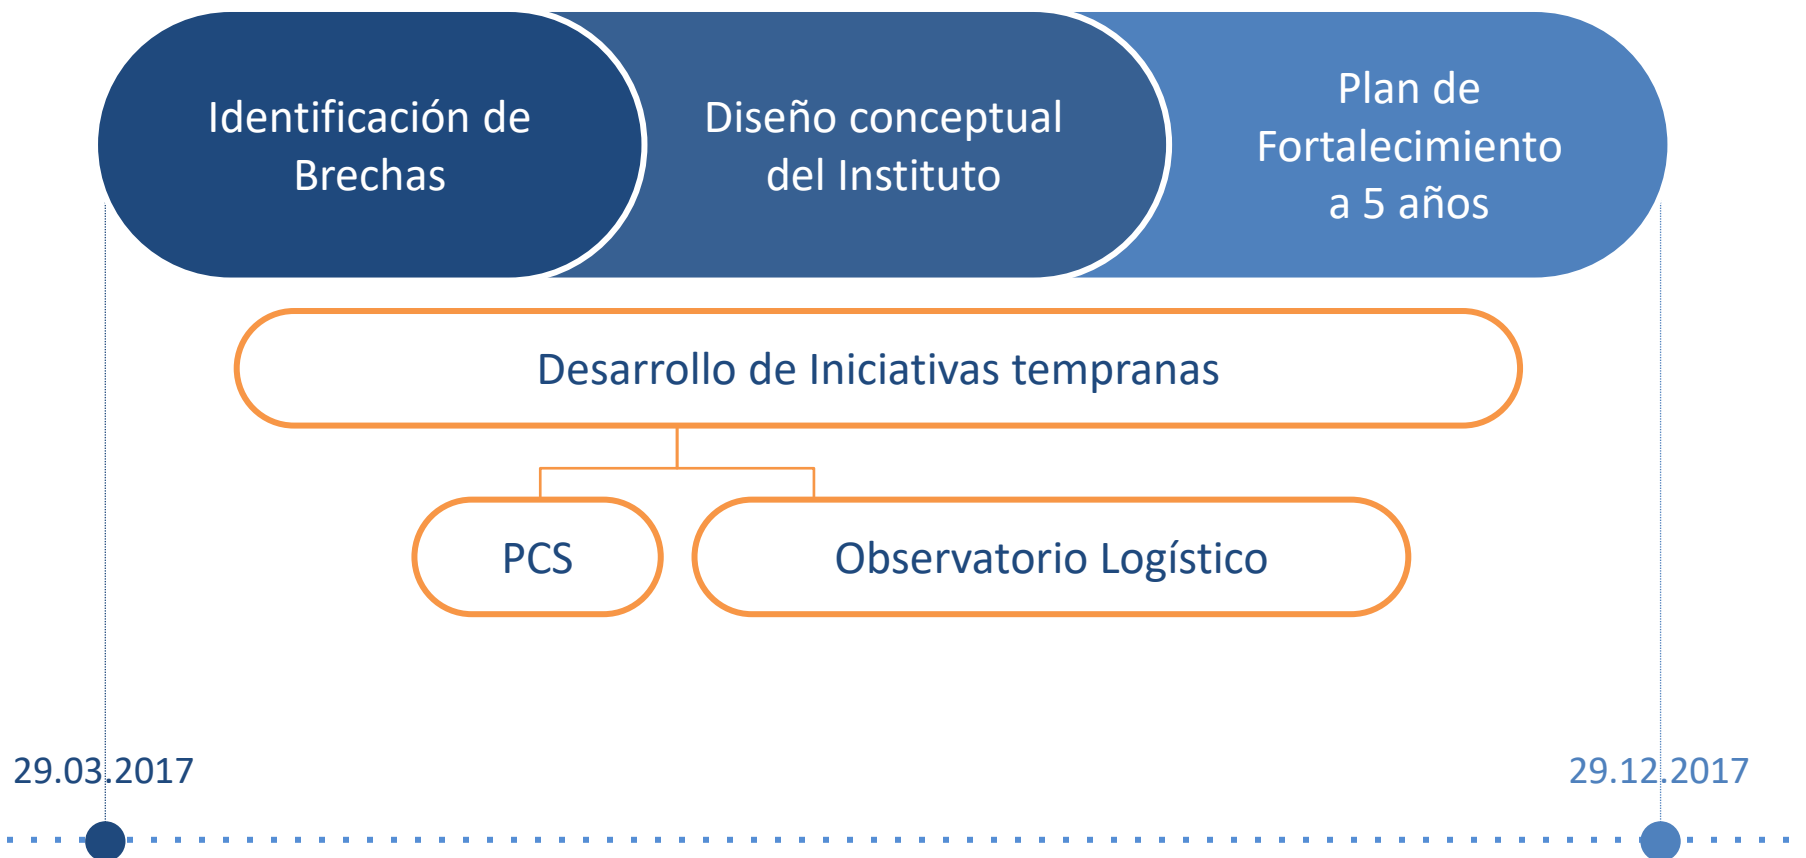 Identificación de
Brechas
Diseño conceptual
del Instituto
Plan de
Fortalecimiento
a 5 años
Desarrollo de Iniciativas tempranas
PCS
Observatorio Logístico
29.03.2017
29.12.2017